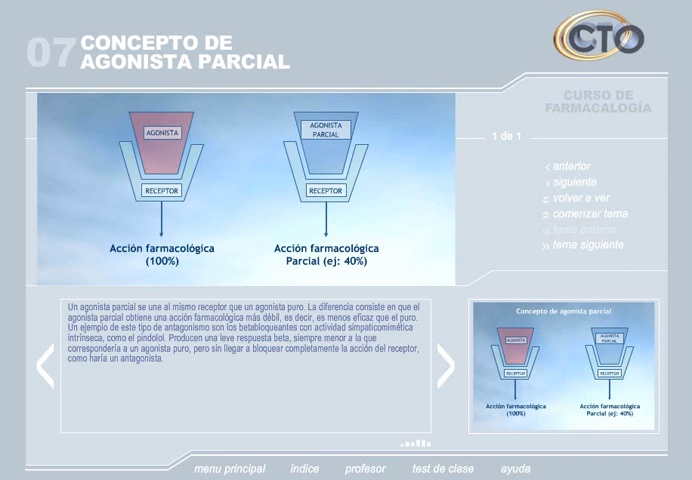 07 CONCEPTO DE
AGONISTA PARCIAL
CTO
CURSO DE
FARMACALOGÍA
1 de 1
‹ anterior
› siguiente
volver a ver
comenzar tema
‹‹ tema anterior
›› tema siguiente
AGONISTA
RECEPTOR
Acción farmacológica
(100%)
AGONISTA
PARCIAL
RECEPTOR
Acción farmacológica
Parcial (ej: 40%)
Un agonista parcial se une al mismo receptor que un agonista puro. La diferencia consiste en que el
agonista parcial obtiene una acción farmacológica más débil, es decir, es menos eficaz que el puro.
Un ejemplo de este tipo de antagonismo son los betabloqueantes con actividad simpaticomimética
intrínseca, como el pindolol. Producen una leve respuesta beta, siempre menor a la que
correspondería a un agonista puro, pero sin llegar a bloquear completamente la acción del receptor,
como haría un antagonista.
Concepto de agonista parcial
AGONISTA
RECEPTOR
Acción farmacológica
(100%)
AGONISTA
PARCIAL
RECEPTOR
Acción farmacológica
Parcial (ej: 40%)
menu principal índice profesor test de clase ayuda